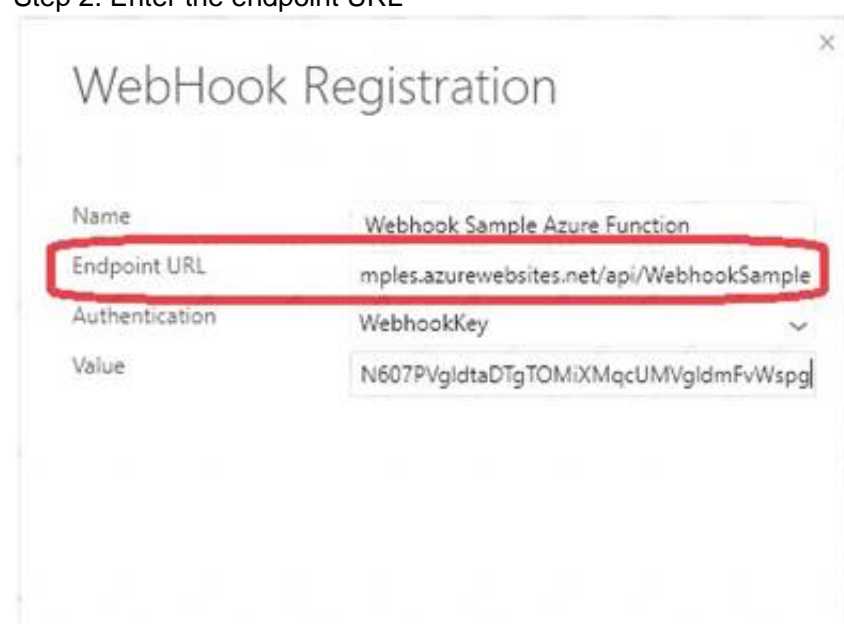 Step 2: Enter the endpoint URL
×
WebHook Registration
Name
Webhook Sample Azure Function
Endpoint URL
mples.azurewebsites.net/api/WebhookSample
Authentication
WebhookKey
Value
N607PVgIdtaDTgTOMiXMqcUMVgIdmFvWspg